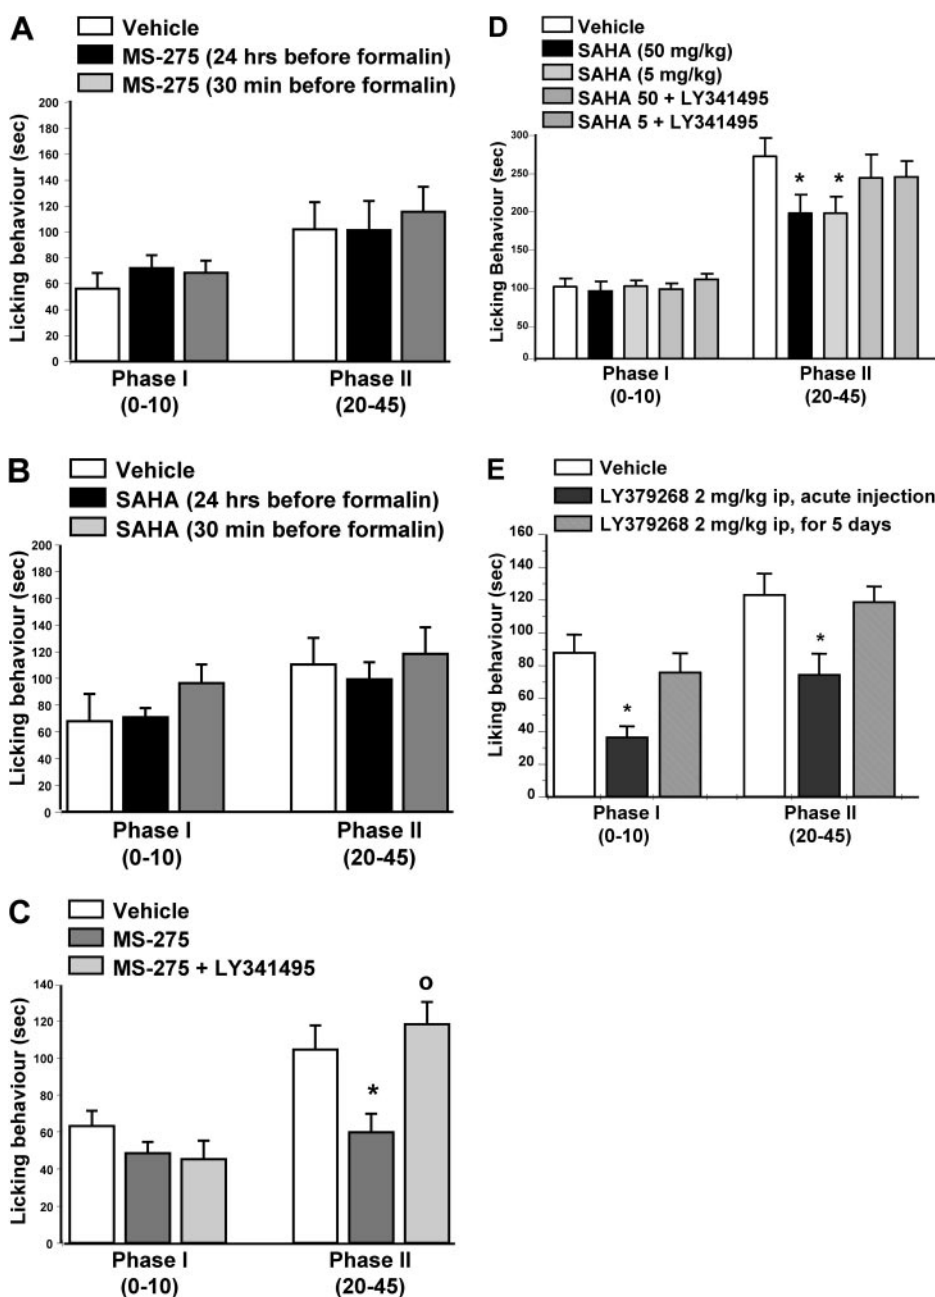 A
Vehicle
MS-275 (24 hrs before formalin)
MS-275 (30 min before formalin)
Licking behaviour (sec)
200
180
160
140
120
100
80
60
40
20
0
Phase I
(0-10)
Phase II
(20-45)
B
Vehicle
SAHA (24 hrs before formalin)
SAHA (30 min before formalin)
Licking behaviour (sec)
200
180
160
140
120
100
80
60
40
20
0
Phase I
(0-10)
Phase II
(20-45)
C
Vehicle
MS-275
MS-275 + LY341495
Licking behaviour (sec)
140
120
100
80
60
40
20
0
*
o
Phase I
(0-10)
Phase II
(20-45)
D
Vehicle
SAHA (50 mg/kg)
SAHA (5 mg/kg)
SAHA 50 + LY341495
SAHA 5 + LY341495
Licking Behaviour (sec)
300
250
200
150
100
50
0
* *
Phase I
(0-10)
Phase II
(20-45)
E
Vehicle
LY379268 2 mg/kg ip, acute injection
LY379268 2 mg/kg ip, for 5 days
Liking behaviour (sec)
160
140
120
100
80
60
40
20
0
*
*
Phase I
(0-10)
Phase II
(20-45)